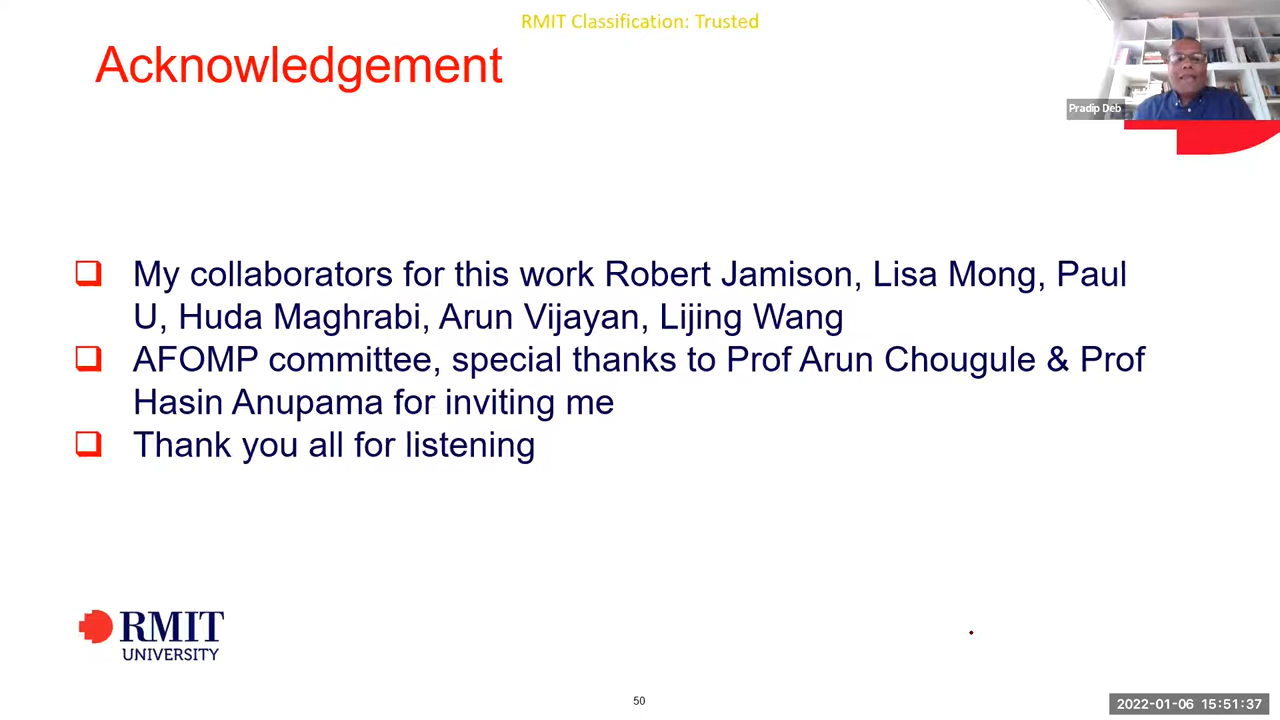 RMIT Classification: Trusted
Acknowledgement
Pradip Deb
My collaborators for this work Robert Jamison, Lisa Mong, Paul
U, Huda Maghrabi, Arun Vijayan, Lijing Wang
AFOMP committee, special thanks to Prof Arun Chougule & Prof
Hasin Anupama for inviting me
Thank you all for listening
RMIT
UNIVERSITY
50
2022-01-06 15:51:37